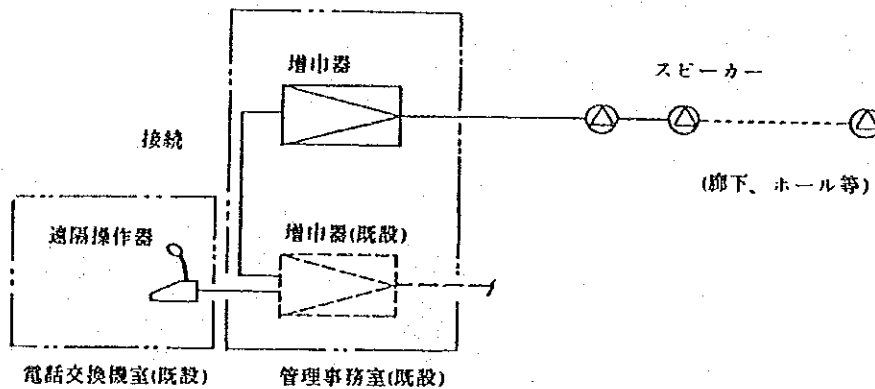 増巾器
スピーカー
接続
(廊下、ホール等)
遠隔操作器
増巾器(既設)
電話交換機室(既設)
管理事務室(既設)